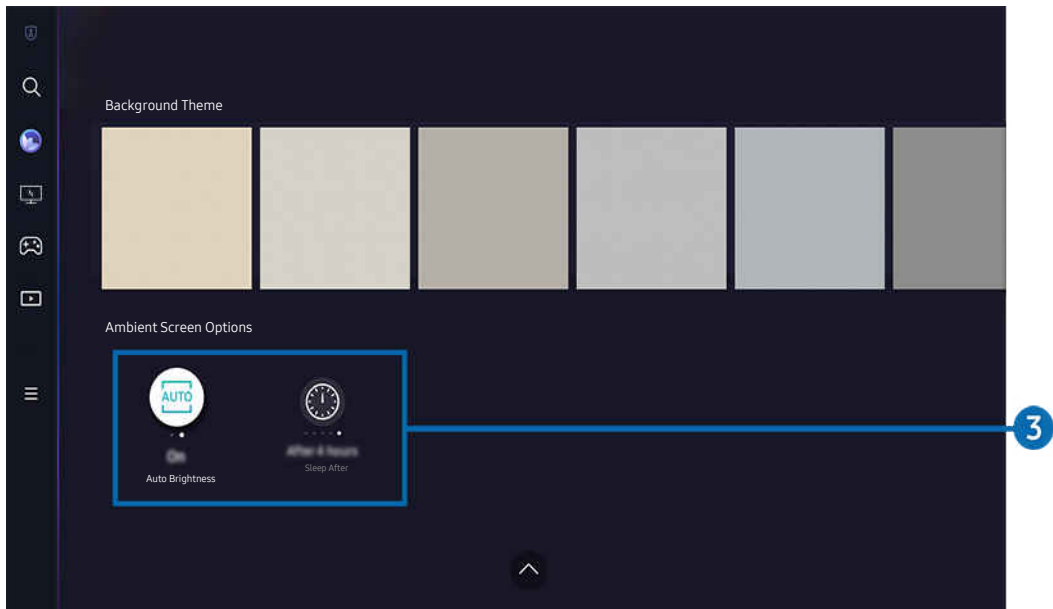 Background Theme
Ambient Screen Options
AUTO
On
After 4 hours
Auto Brightness
Sleep After
3